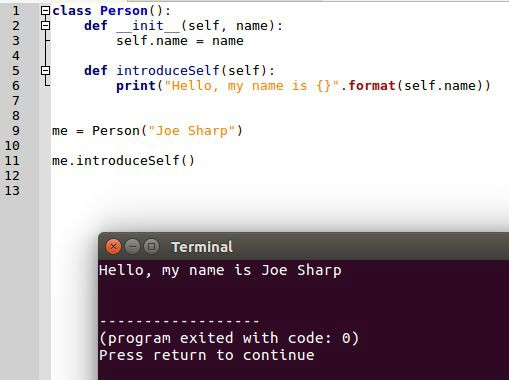 1 class Person():
2     def __init__(self, name):
3         self.name = name
4
5     def introduceSelf(self):
6         print("Hello, my name is {}".format(self.name))
7
8
9 me = Person("Joe Sharp")
10
11 me.introduceSelf()
12
13
Terminal
Hello, my name is Joe Sharp
------------------
(program exited with code: 0)
Press return to continue